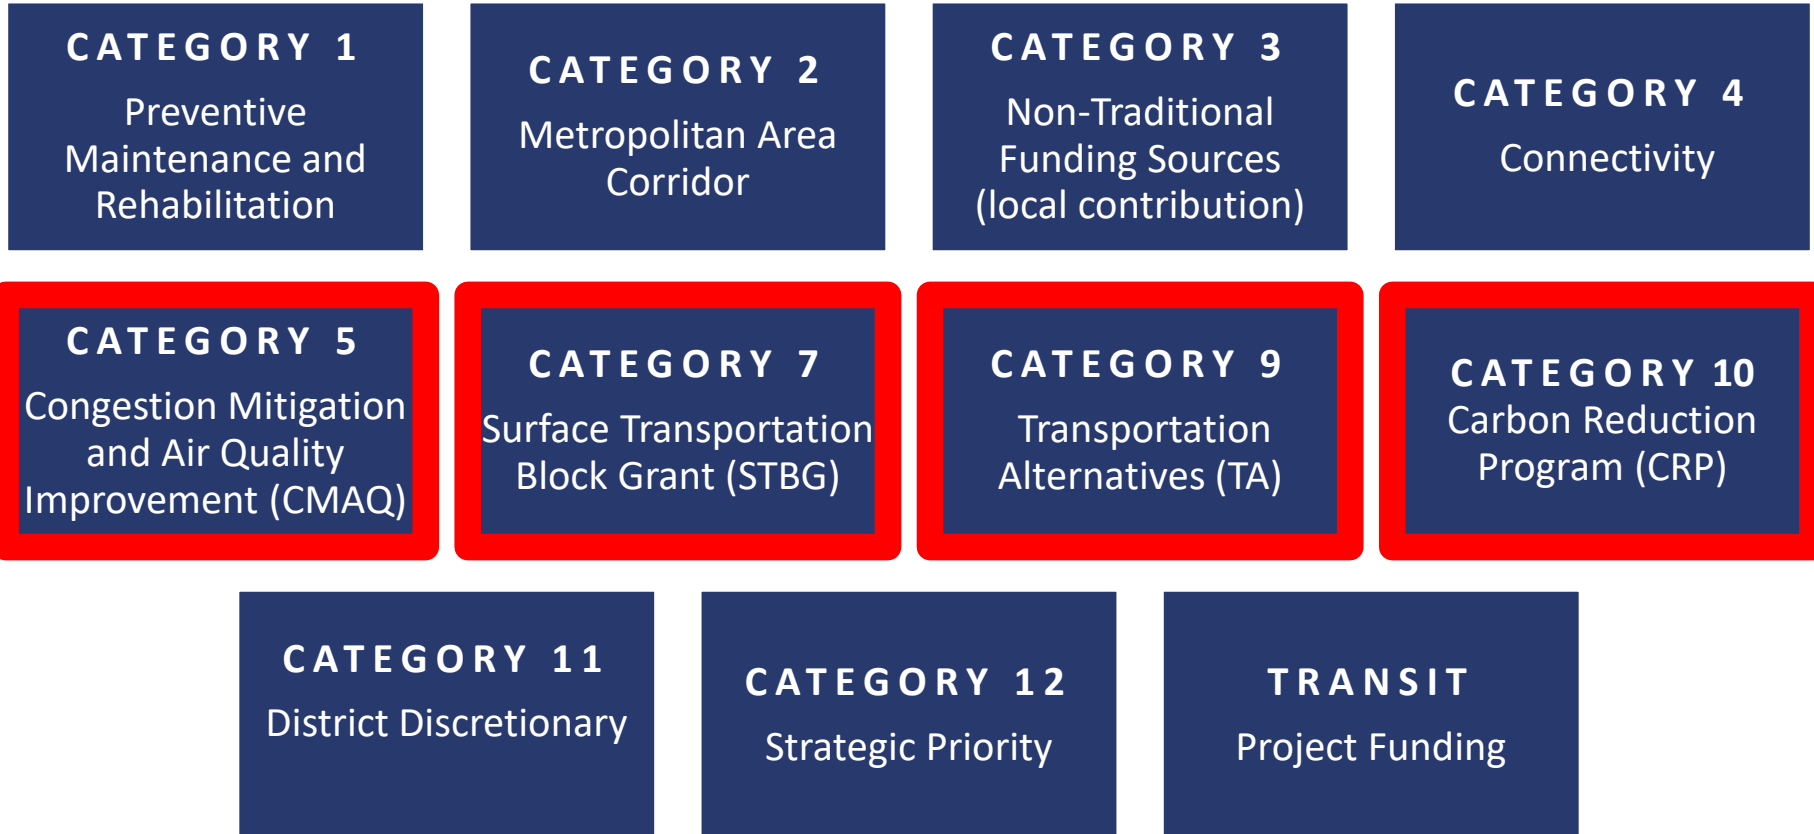 CATEGORY 1
Preventive
Maintenance and
Rehabilitation
CATEGORY 2
Metropolitan Area
Corridor
CATEGORY 3
Non-Traditional
Funding Sources
(local contribution)
CATEGORY 4
Connectivity
CATEGORY 5
Congestion Mitigation
and Air Quality
Improvement (CMAQ)
CATEGORY 7
Surface Transportation
Block Grant (STBG)
CATEGORY 9
Transportation
Alternatives (TA)
CATEGORY 10
Carbon Reduction
Program (CRP)
CATEGORY 11
District Discretionary
CATEGORY 12
Strategic Priority
TRANSIT
Project Funding